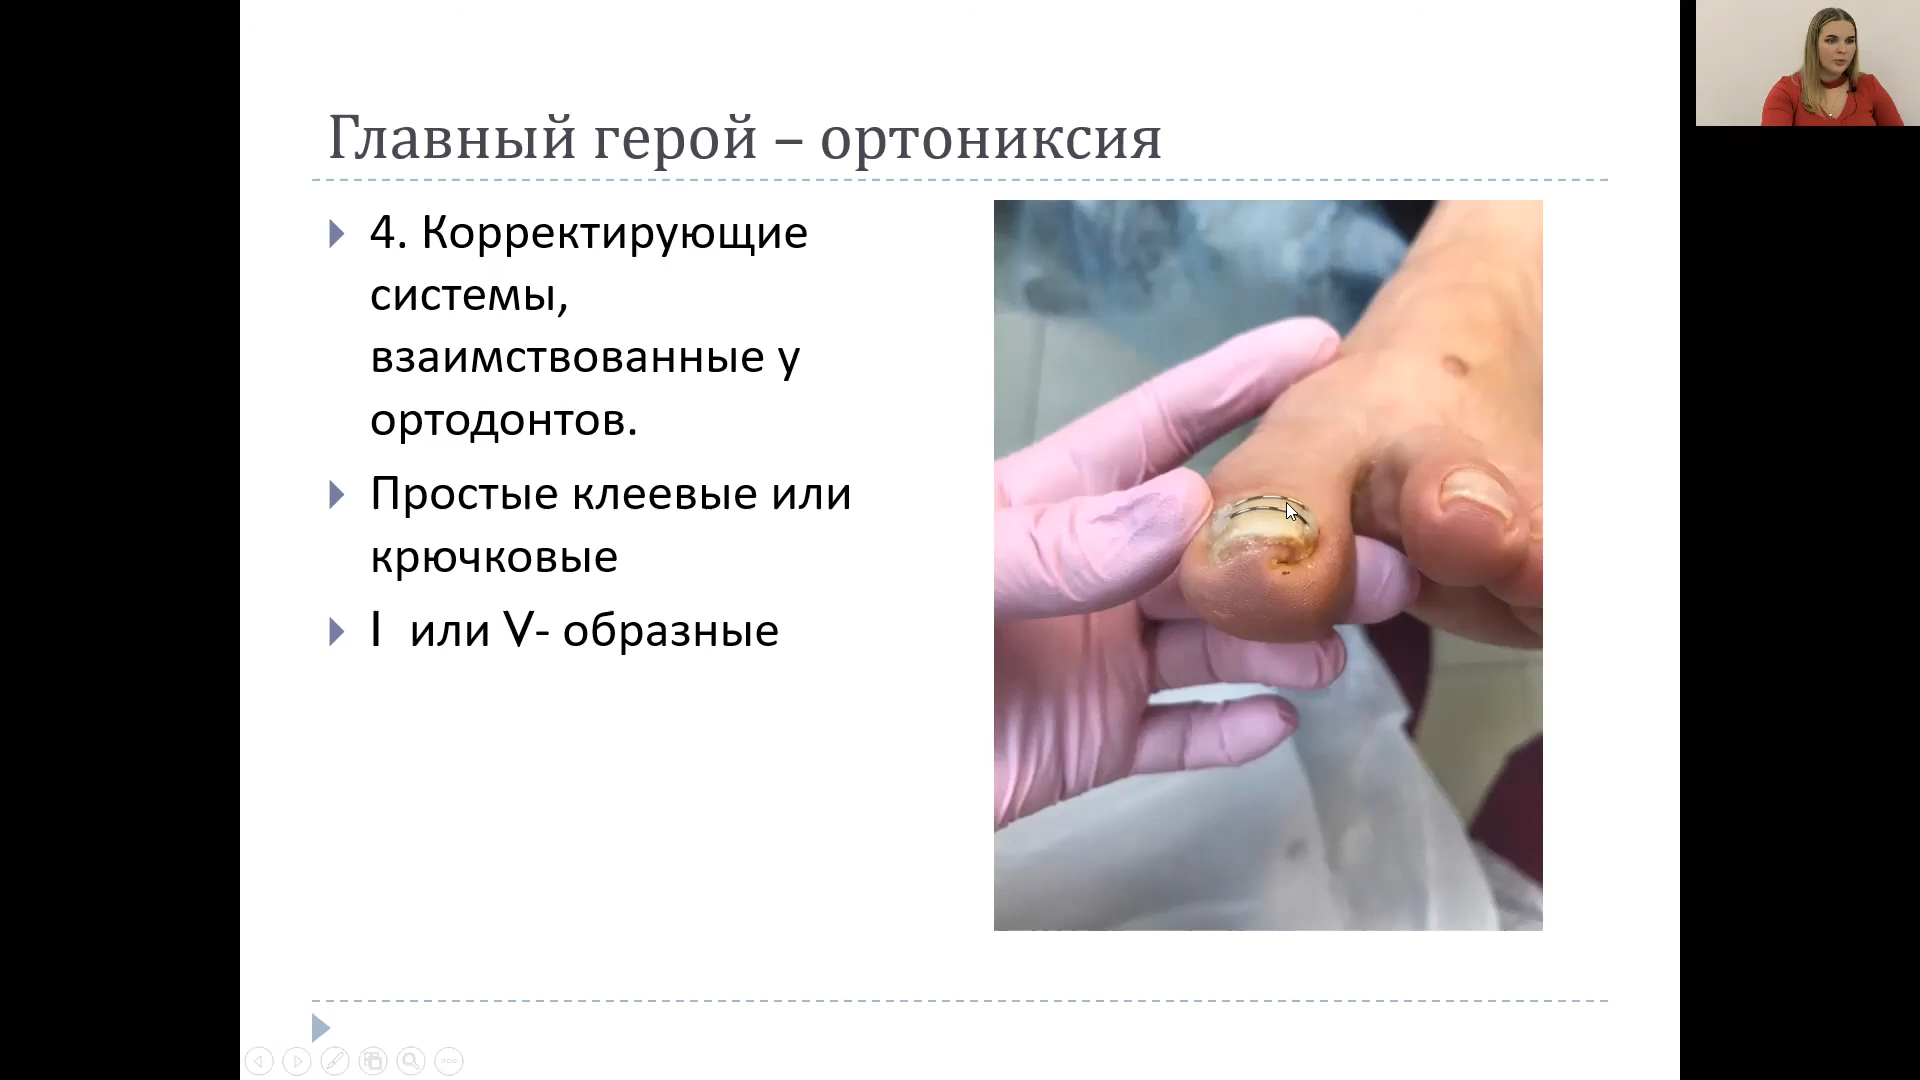 Главный герой – ортониксия
4. Корректирующие
системы,
взаимствованные у
ортодонтов.
Простые клеевые или
крючковые
I или V- образные